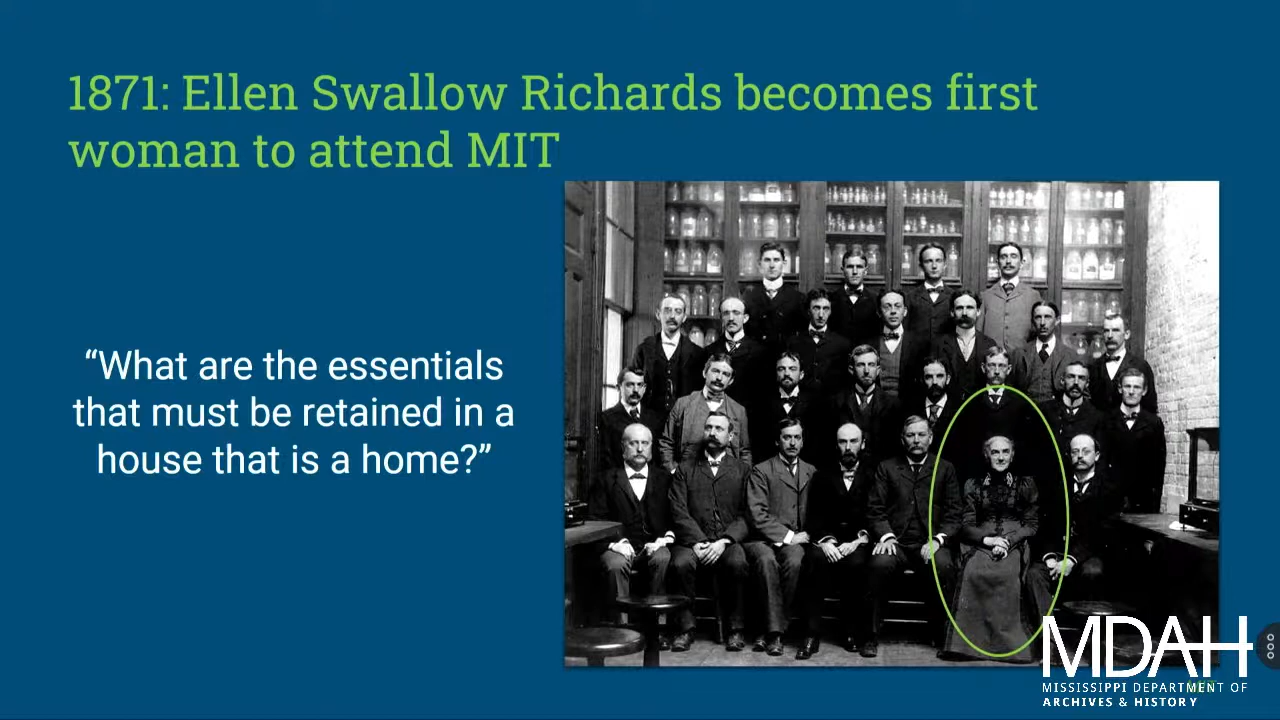 1871: Ellen Swallow Richards becomes first
woman to attend MIT
“What are the essentials
that must be retained in a
house that is a home?”
MDAH
MISSISSIPPI DEPARTMENT OF
ARCHIVES & HISTORY